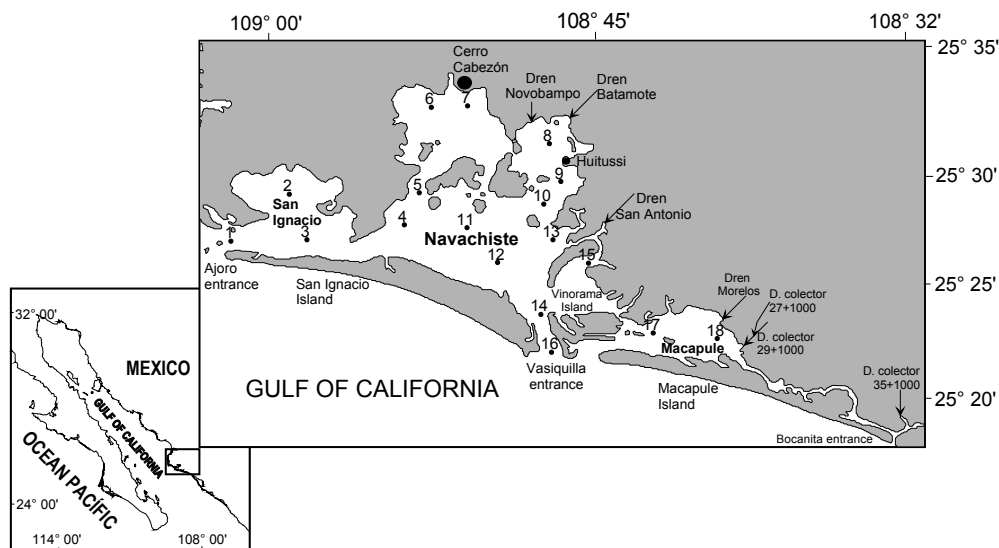 109° 00'
108° 45'
108° 32'
25° 35'
Cerro
Cabezón
Dren
Novobampo
Dren
Batamote
6
7
8
Huitussi
9
25° 30'
2
San
Ignacio
5
10
Dren
San Antonio
1
3
4
11
Navachiste
13
12
15
Ajoro
entrance
San Ignacio
Island
25° 25'
Vinorama
Island
Dren
Morelos
D. colector
27+1000
14
17
18
D. colector
29+1000
Macapule
16
Vasiquilla
entrance
GULF OF CALIFORNIA
Macapule
Island
D. colector
35+1000
25° 20'
Bocanita entrance
32° 00'
MEXICO
GULF OF CALIFORNIA
OCEAN PACÍFIC
24° 00'
114° 00'
108° 00'